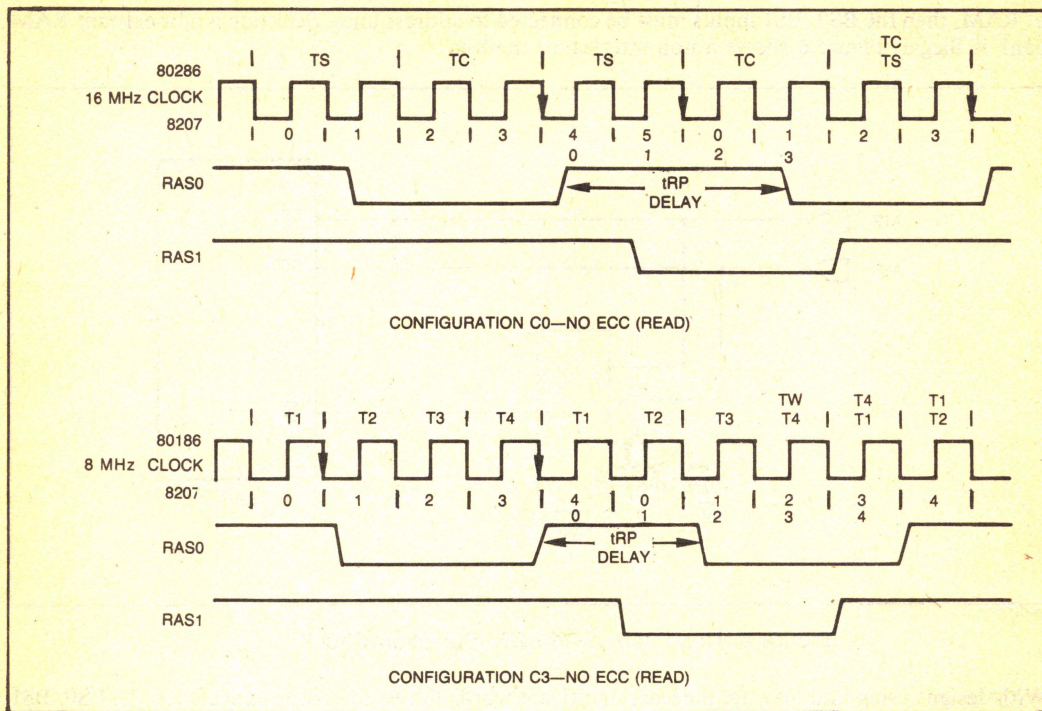 RAM, then the BS
TC
TS TC TS TC TS
80286
16 MHz CLOCK
8207
0 1 2 3 4 5 0 1 2 3
0 1 2 3
RAS0
tRP
DELAY
RAS1
CONFIGURATION C0—NO ECC (READ)
TW T4 T1
T1 T2 T3 T4 T1 T2 T3 T4 T1 T2
80186
8 MHz CLOCK
8207
0 1 2 3 4 0 1 2 3 4
0 1 2 3 4
RAS0
tRP
DELAY
RAS1
CONFIGURATION C3—NO ECC (READ)